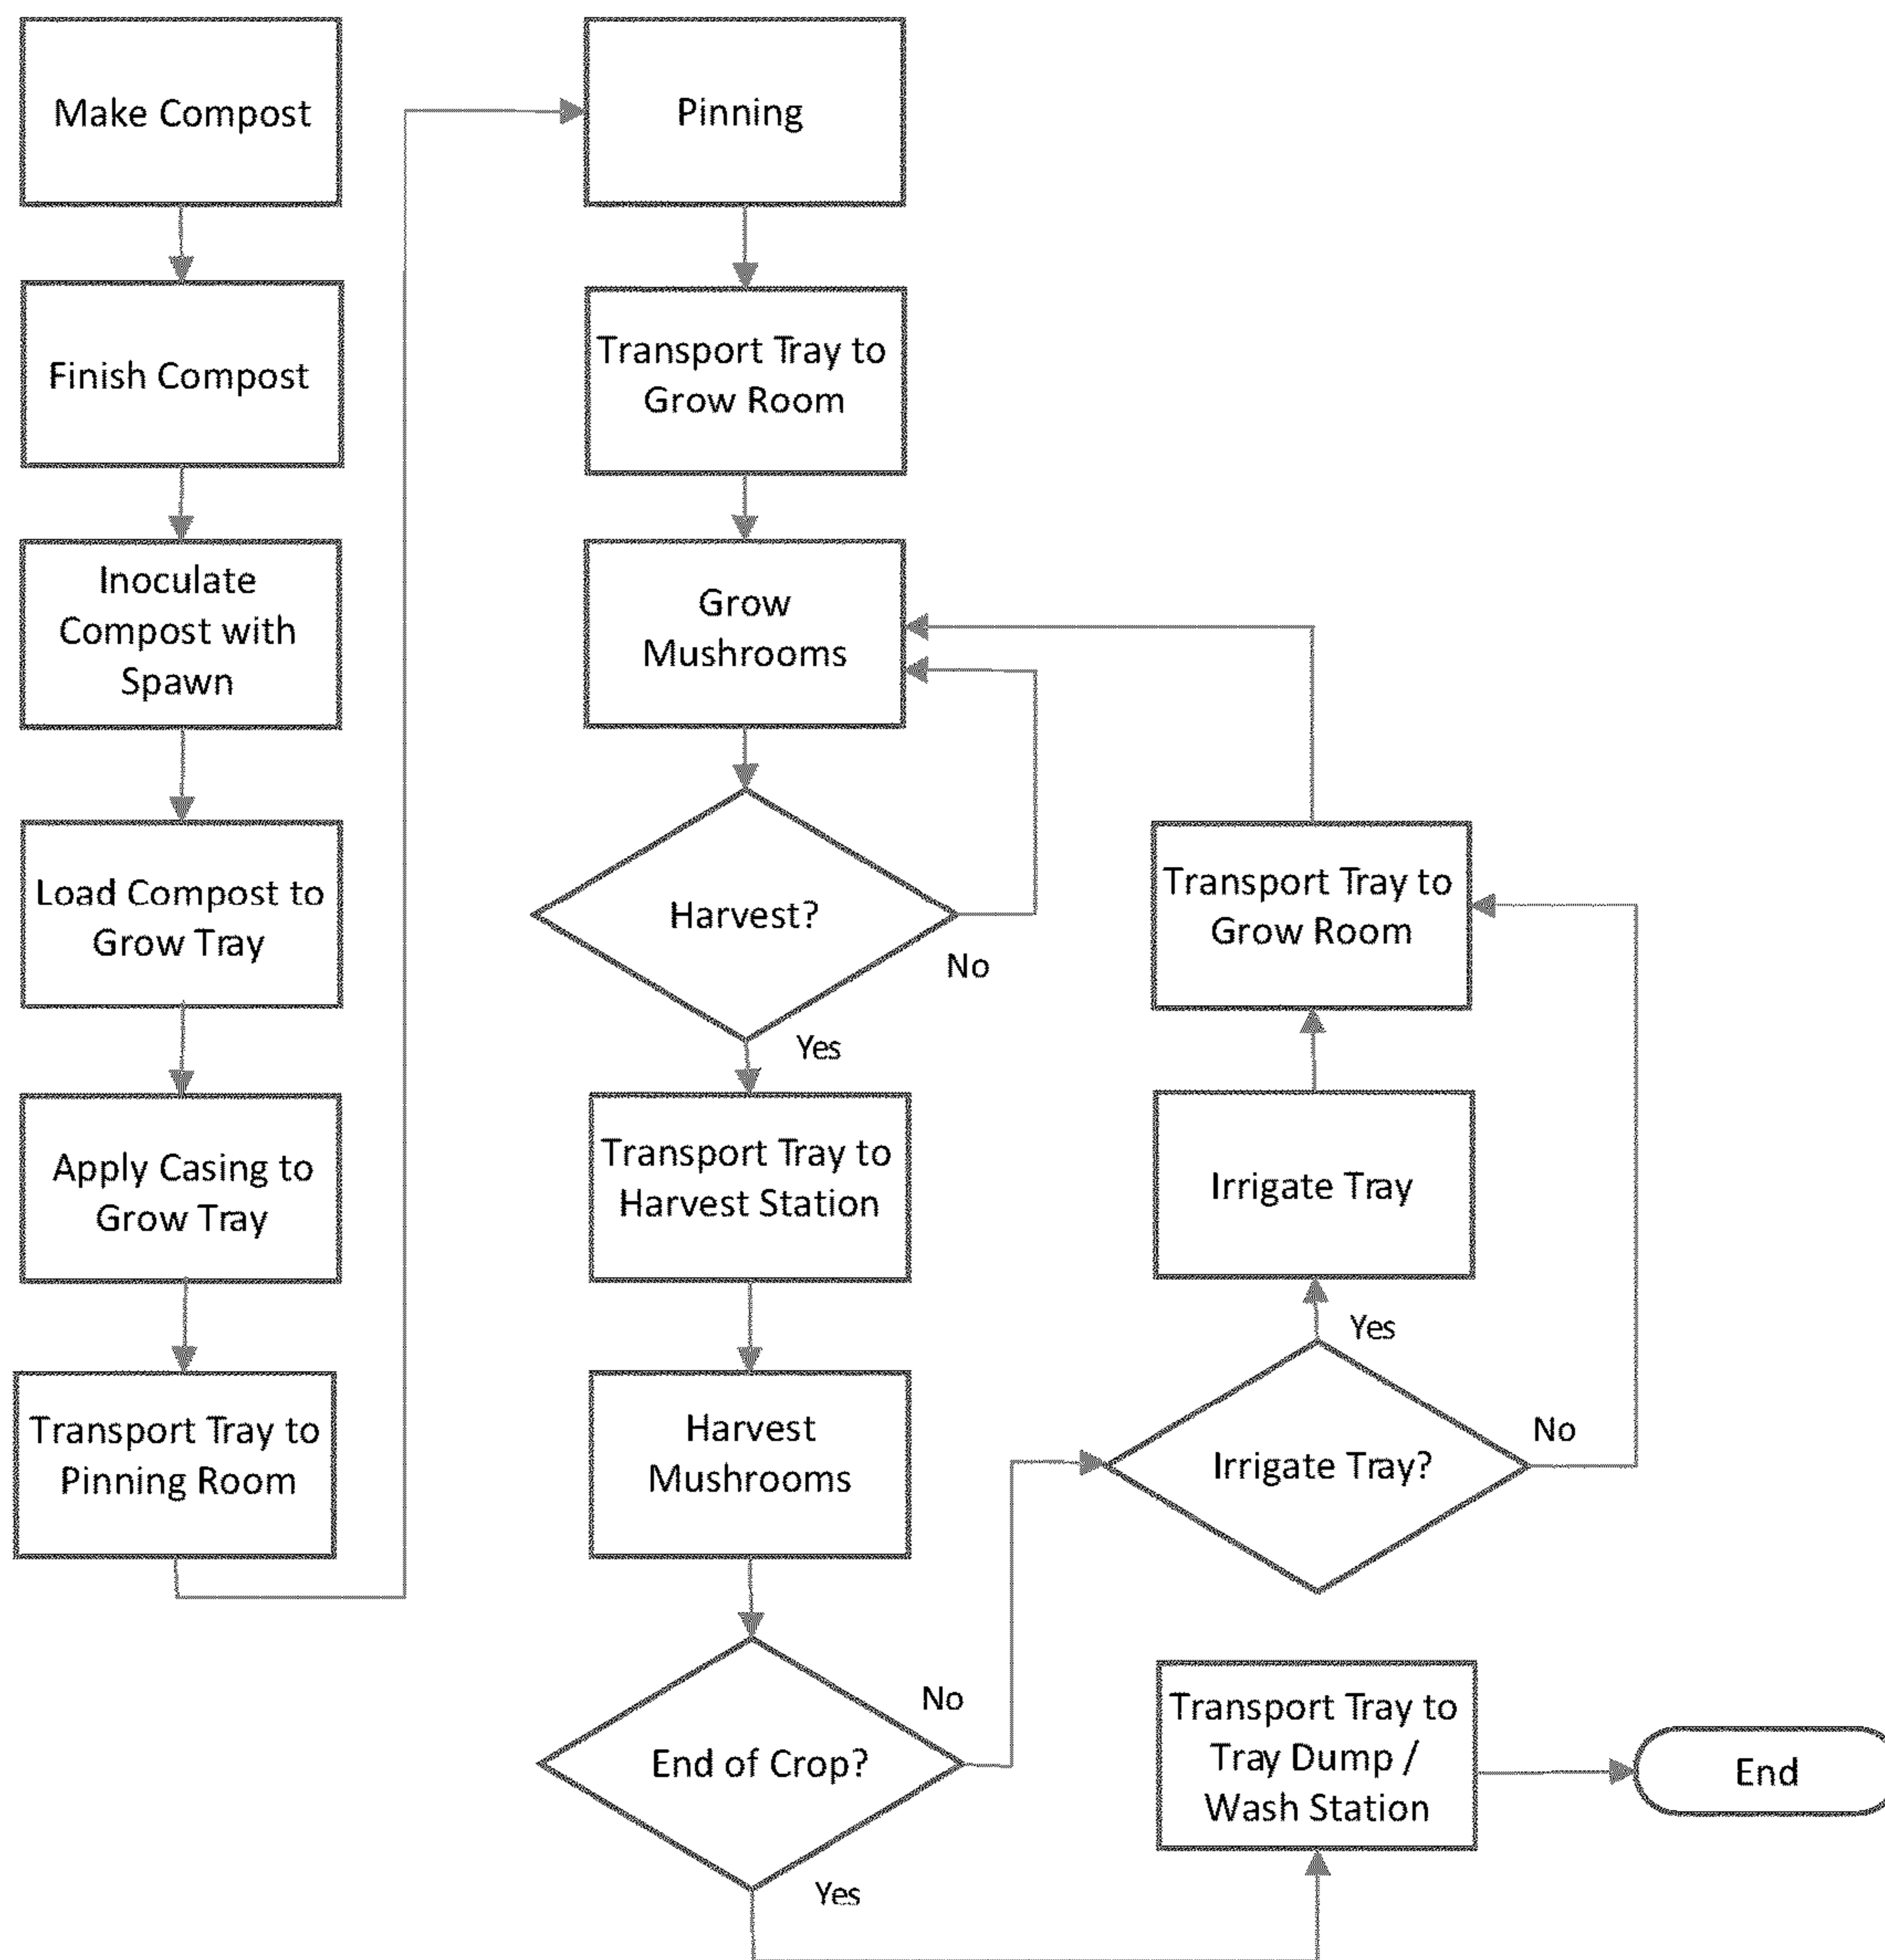 Make Compost
Finish Compost
Inoculate
Compost with
Spawn
Load Compost to
Grow Tray
Apply Casing to
Grow Tray
Transport Tray to
Pinning Room
Pinning
Transport Tray to
Grow Room
Grow
Mushrooms
Harvest?
No
Yes
Transport Tray to
Harvest Station
Harvest
Mushrooms
End of Crop?
No
Yes
Transport Tray to
Grow Room
Irrigate Tray
Yes
Irrigate Tray?
No
Transport Tray to
Tray Dump /
Wash Station
End